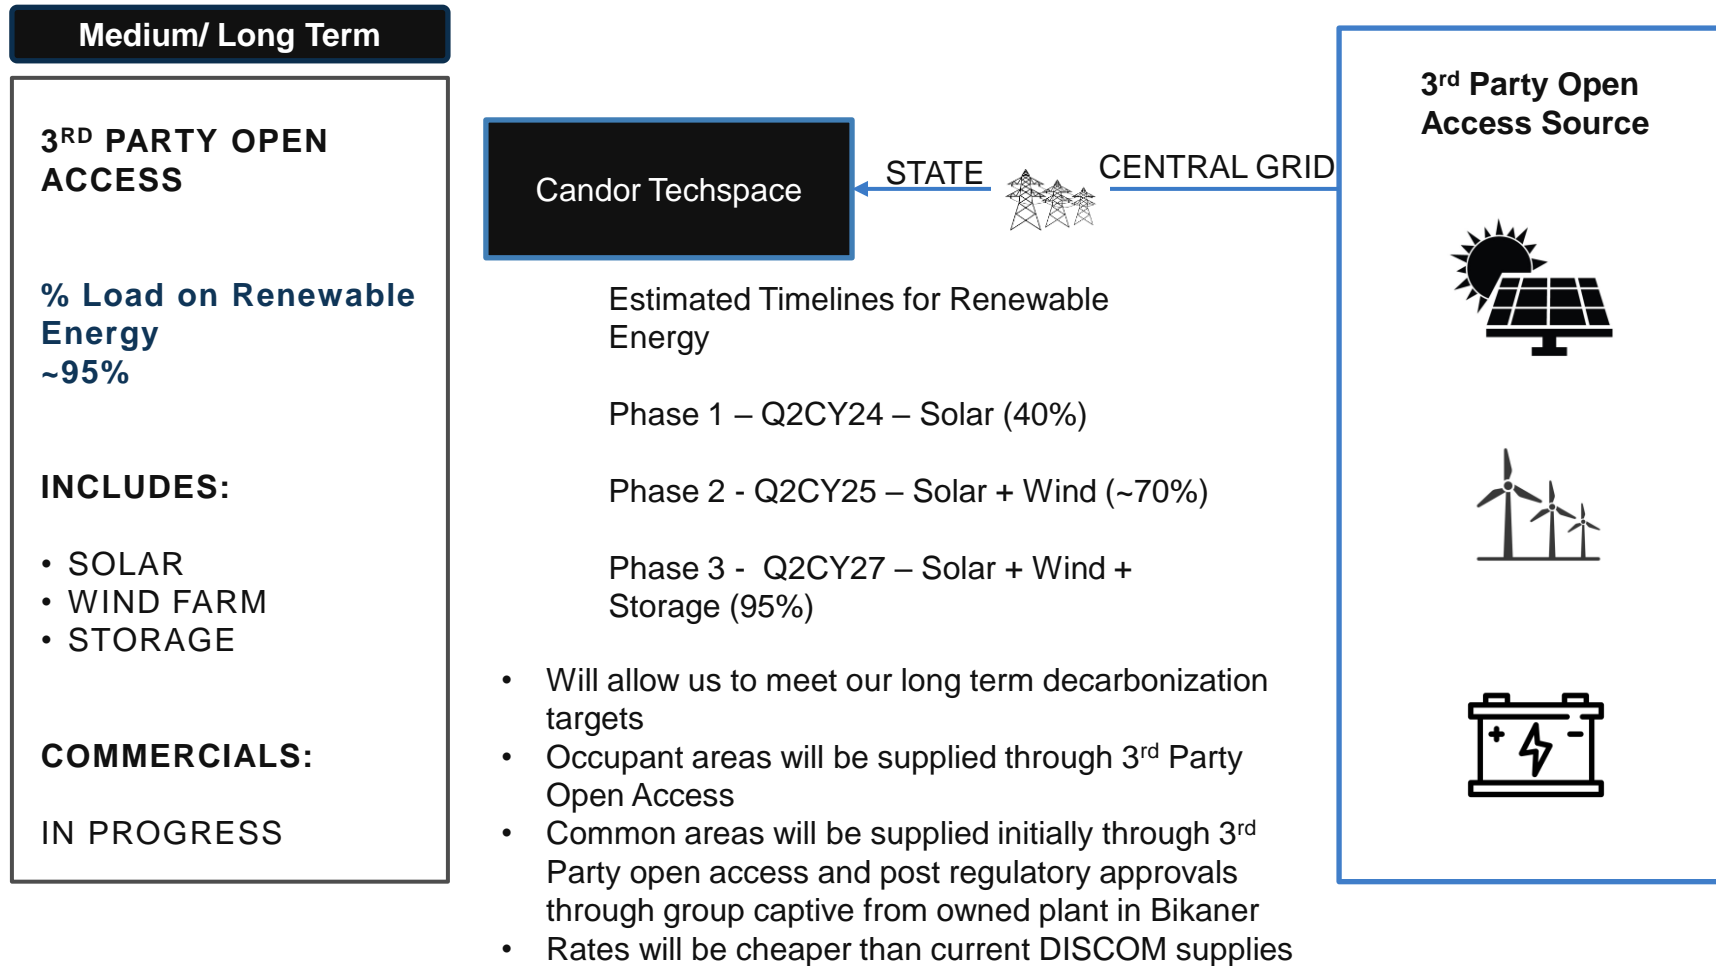 Medium/ Long Term
3RD PARTY OPEN
ACCESS
% Load on Renewable
Energy
~95%
INCLUDES:
• SOLAR
• WIND FARM
• STORAGE
COMMERCIALS:
IN PROGRESS
Candor Techspace
STATE
CENTRAL GRID
Estimated Timelines for Renewable
Energy
Phase 1 – Q2CY24 – Solar (40%)
Phase 2 - Q2CY25 – Solar + Wind (~70%)
Phase 3 -  Q2CY27 – Solar + Wind +
Storage (95%)
• Will allow us to meet our long term decarbonization
targets
• Occupant areas will be supplied through 3rd Party
Open Access
• Common areas will be supplied initially through 3rd
Party open access and post regulatory approvals
through group captive from owned plant in Bikaner
• Rates will be cheaper than current DISCOM supplies
3rd Party Open
Access Source